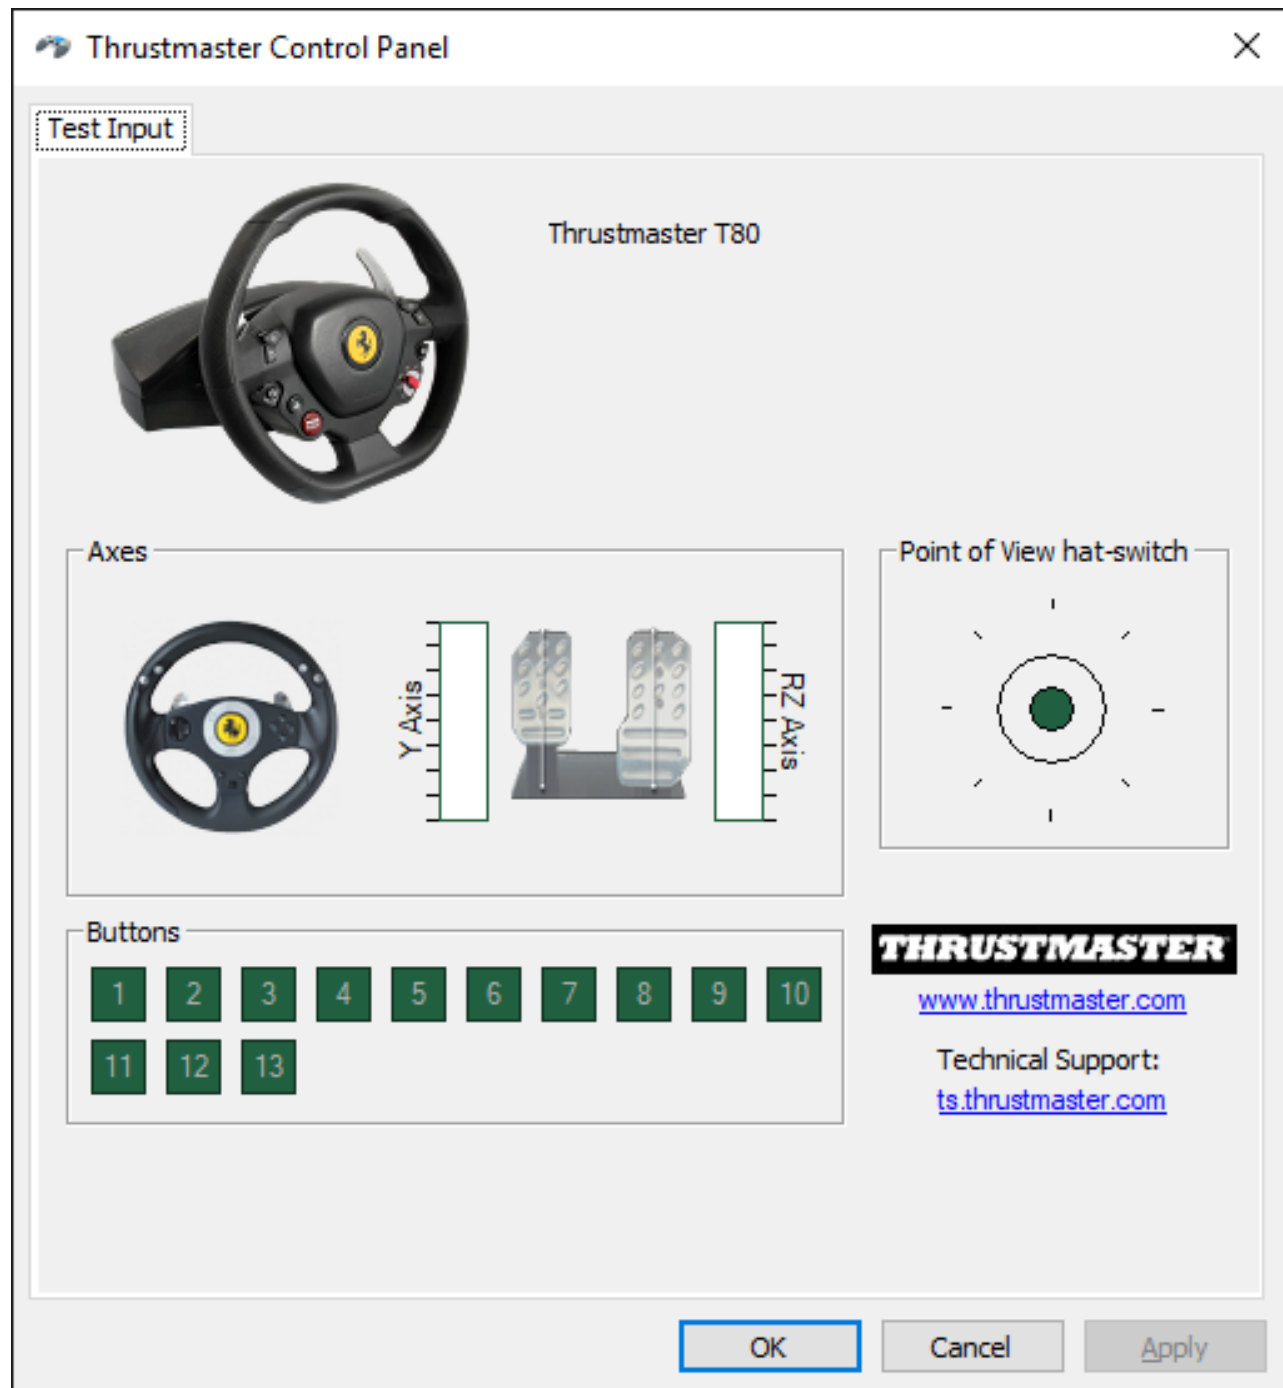 Thrustmaster Control Panel
Test Input
Thrustmaster T80
Axes
Y Axis
RZ Axis
Point of View hat-switch
Buttons
1 2 3 4 5 6 7 8 9 10
11 12 13
THRUSTMASTER
www.thrustmaster.com
Technical Support:
ts.thrustmaster.com
OK Cancel Apply